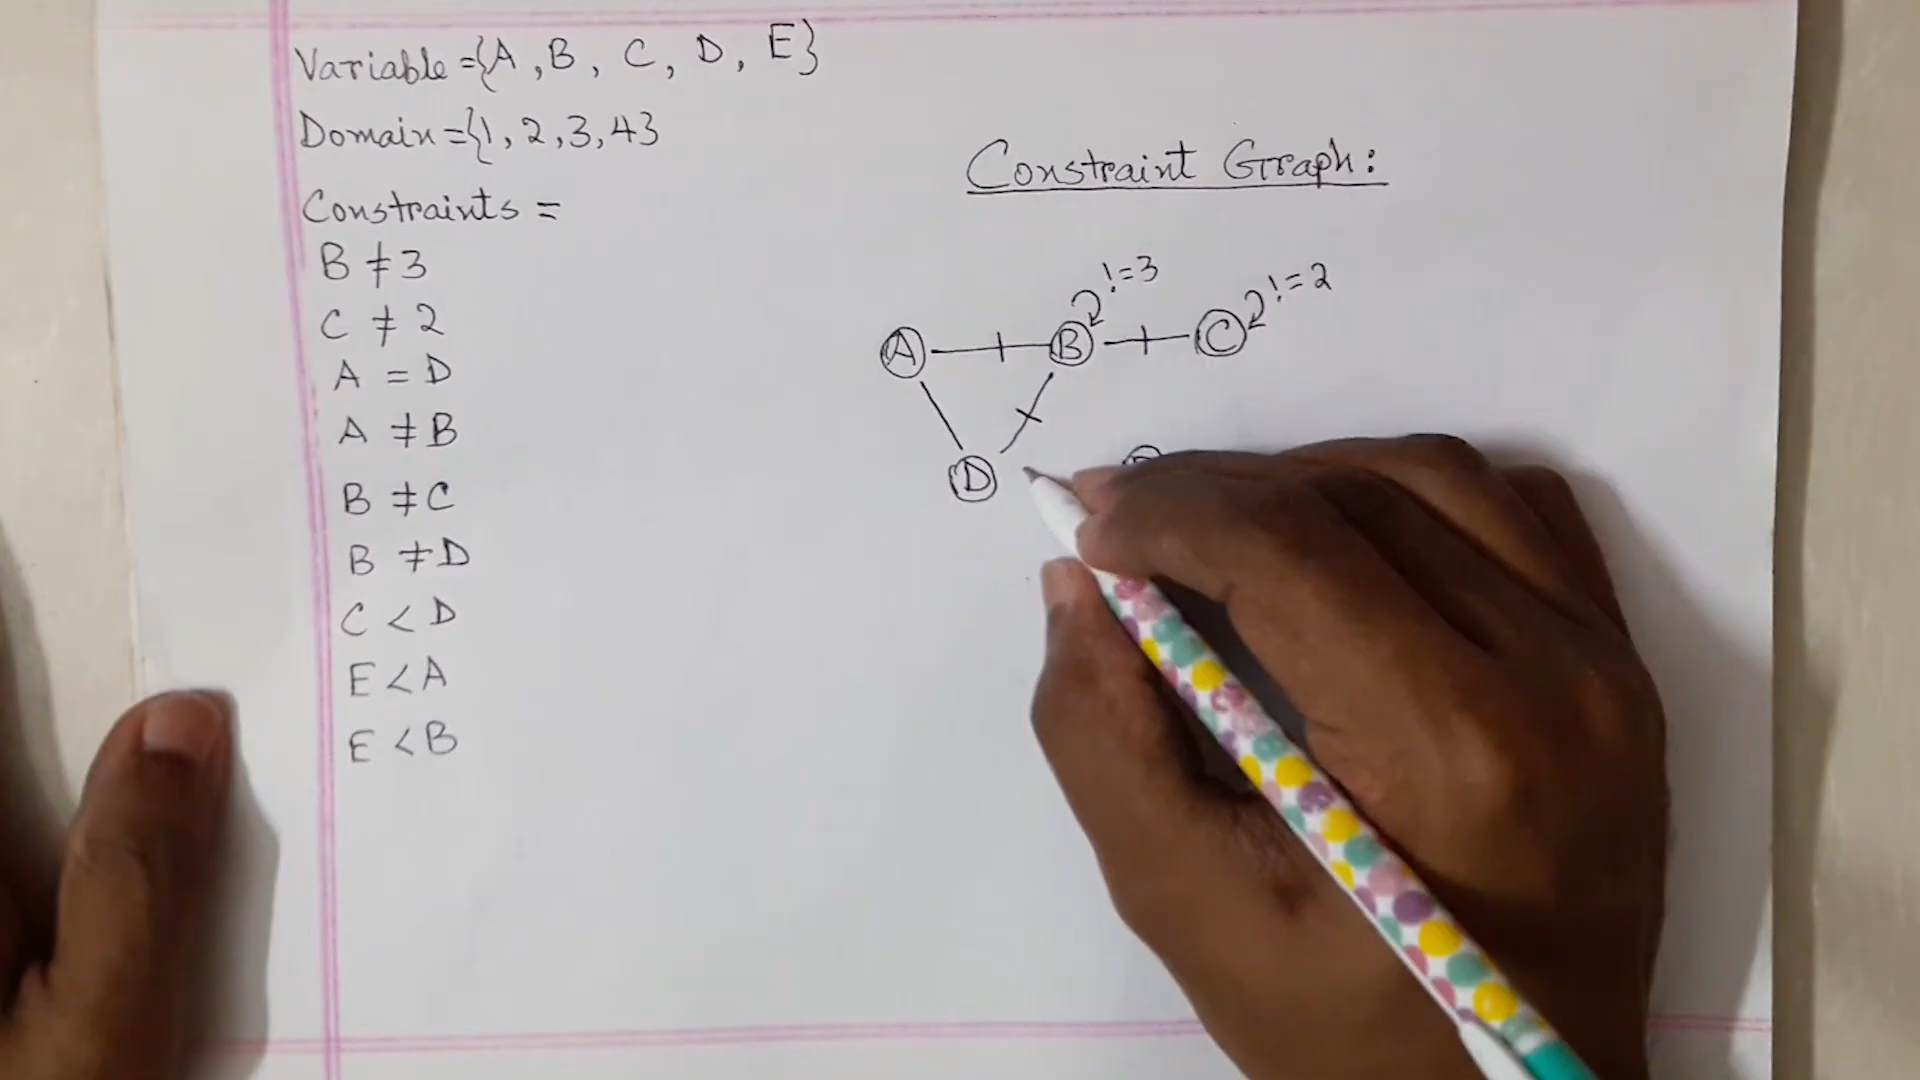 Variable = {A, B, C, D, E}
Domain = {1, 2, 3, 4}
Constraints =
B ≠ 3
C ≠ 2
A = D
A ≠ B
B ≠ C
B ≠ D
C < D
E < A
E < B
Constraint Graph:
!=3
!=2
A
B
C
D